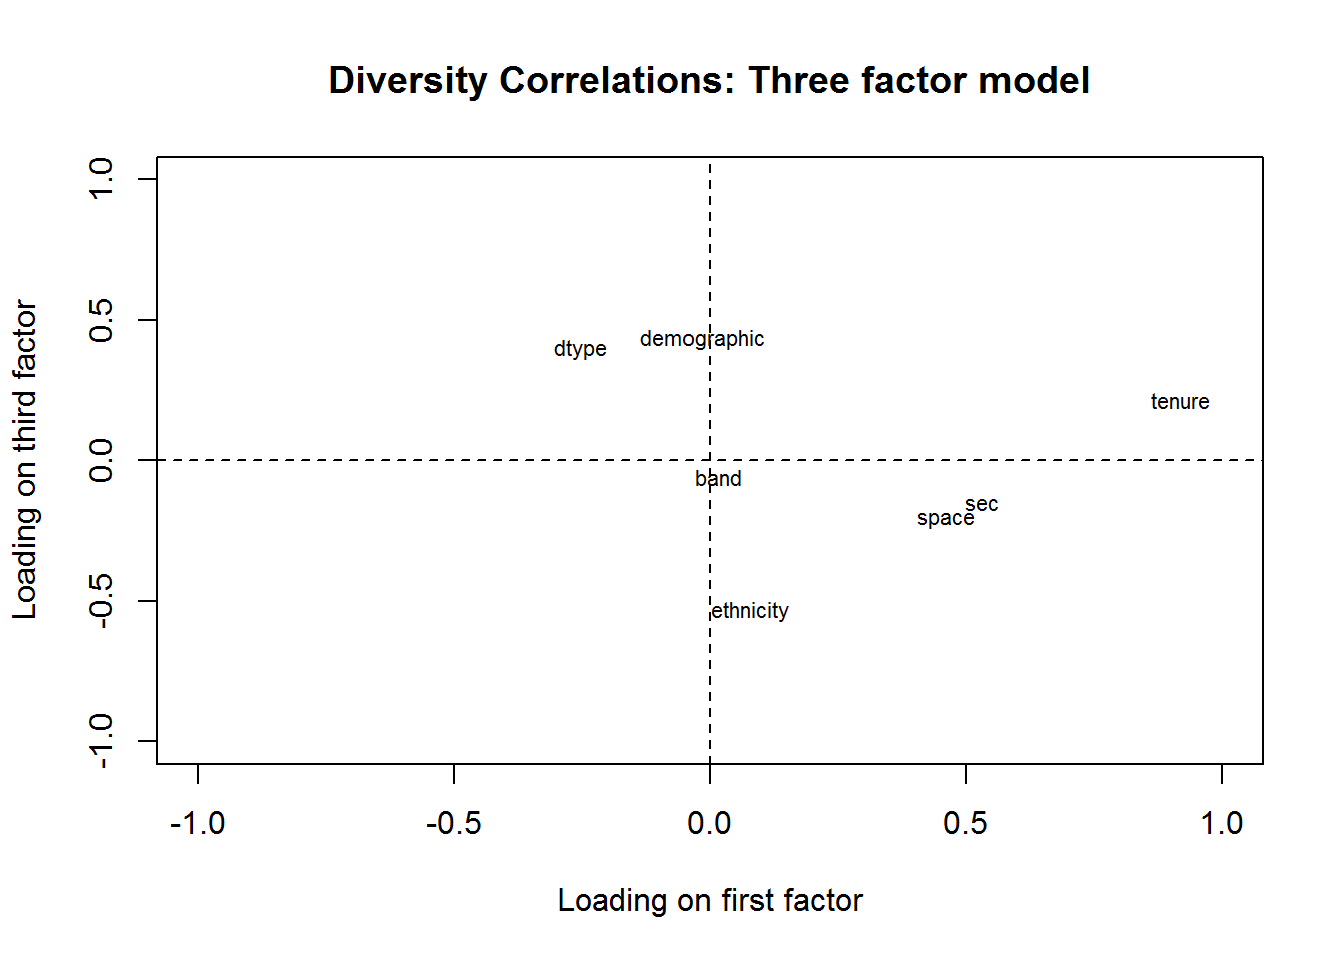 Diversity Correlations: Three factor model
1.0
0.5
0.0
-0.5
-1.0
Loading on third factor
demographic
dtype
tenure
band
sec
space
ethnicity
-1.0 -0.5 0.0 0.5 1.0
Loading on first factor